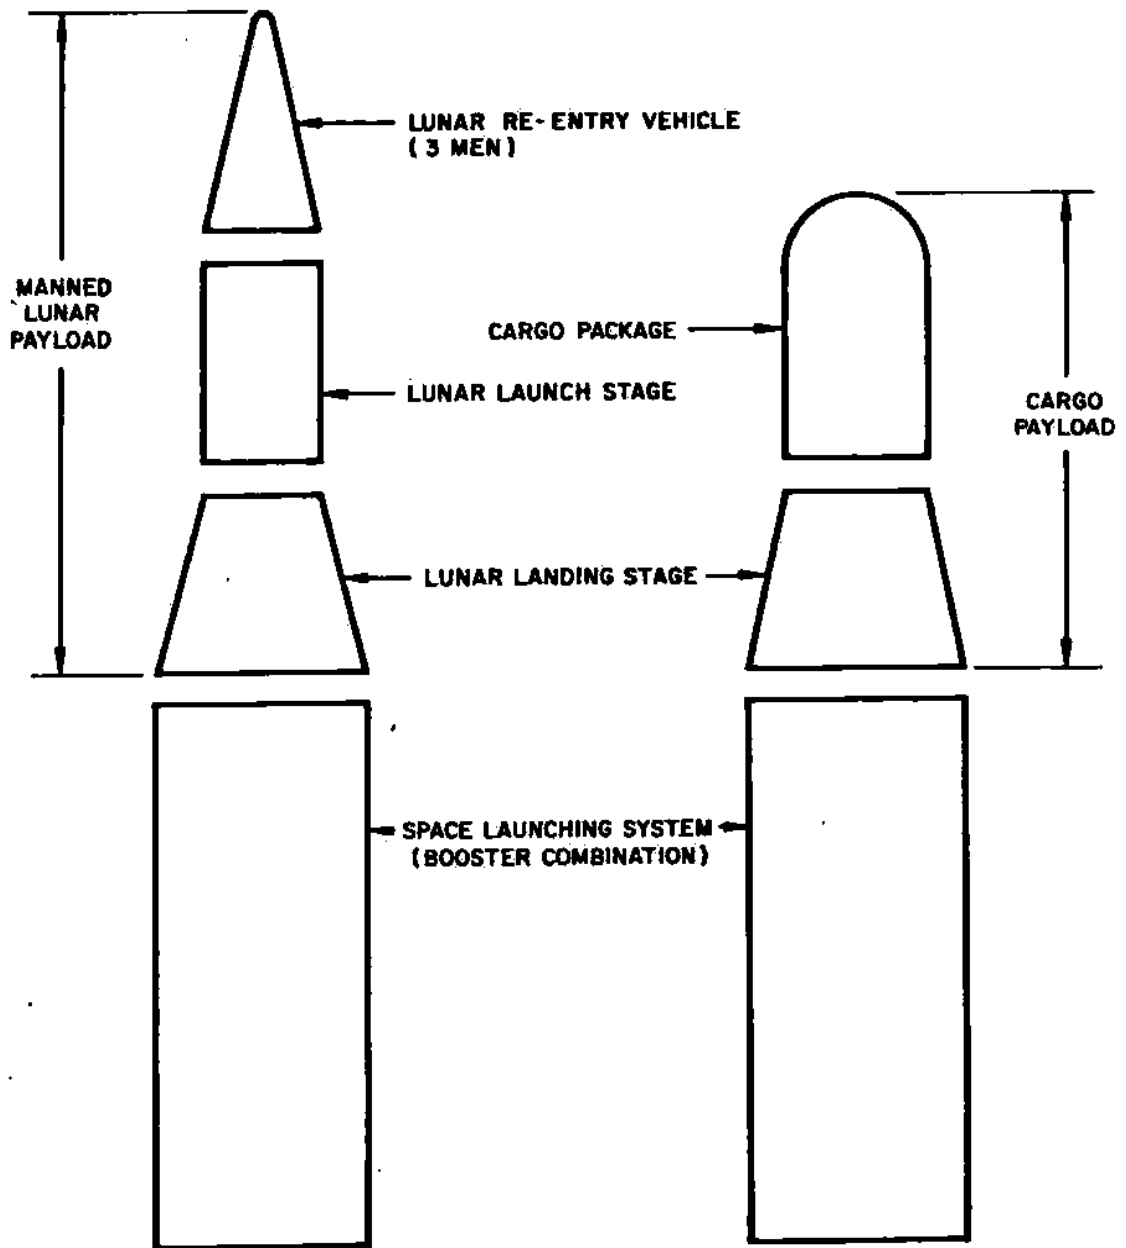 LUNAR RE-ENTRY VEHICLE
(3 MEN)
MANNED
LUNAR
PAYLOAD
CARGO PACKAGE
LUNAR LAUNCH STAGE
CARGO
PAYLOAD
LUNAR LANDING STAGE
SPACE LAUNCHING SYSTEM
(BOOSTER COMBINATION)